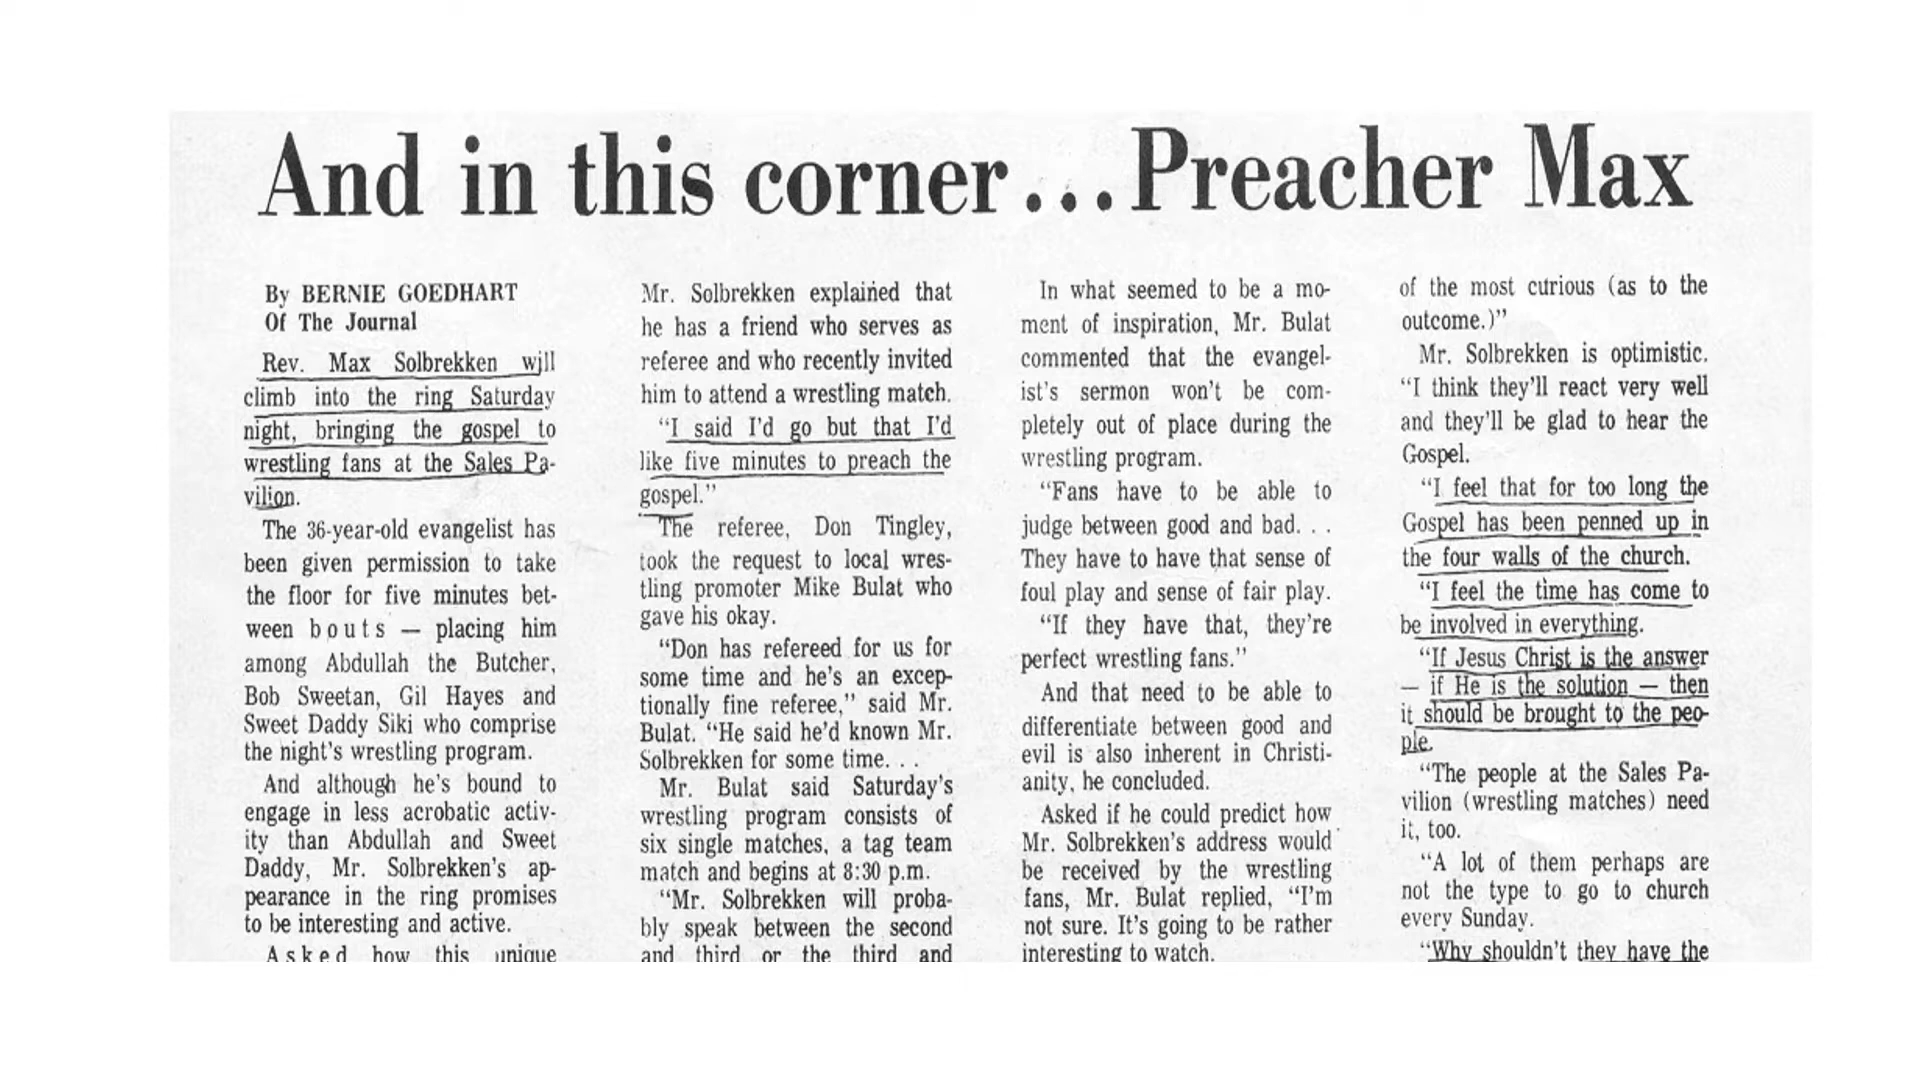 And in this corner...Preacher Max
By BERNIE GOEDHART
Of The Journal
Rev. Max Solbrekken will
climb into the ring Saturday
night, bringing the gospel to
wrestling fans at the Sales Pa-
vilion.
The 36-year-old evangelist has
been given permission to take
the floor for five minutes bet-
ween bouts — placing him
among Abdullah the Butcher,
Bob Sweetan, Gil Hayes and
Sweet Daddy Siki who comprise
the night's wrestling program.
And although he's bound to
engage in less acrobatic activ-
ity than Abdullah and Sweet
Daddy, Mr. Solbrekken's ap-
pearance in the ring promises
to be interesting and active.
Asked how this unique
Mr. Solbrekken explained that
he has a friend who serves as
referee and who recently invited
him to attend a wrestling match.
"I said I'd go but that I'd
like five minutes to preach the
gospel."
The referee, Don Tingley,
took the request to local wres-
tling promoter Mike Bulat who
gave his okay.
"Don has refereed for us for
some time and he's an excep-
tionally fine referee," said Mr.
Bulat. "He said he'd known Mr.
Solbrekken for some time. . .
Mr. Bulat said Saturday's
wrestling program consists of
six single matches, a tag team
match and begins at 8:30 p.m.
"Mr. Solbrekken will proba-
bly speak between the second
and third or the third and
In what seemed to be a mo-
ment of inspiration, Mr. Bulat
commented that the evangel-
ist's sermon won't be com-
pletely out of place during the
wrestling program.
"Fans have to be able to
judge between good and bad. . .
They have to have that sense of
foul play and sense of fair play.
"If they have that, they're
perfect wrestling fans."
And that need to be able to
differentiate between good and
evil is also inherent in Christi-
anity, he concluded.
Asked if he could predict how
Mr. Solbrekken's address would
be received by the wrestling
fans, Mr. Bulat replied, "I'm
not sure. It's going to be rather
interesting to watch.
of the most curious (as to the
outcome.)"
Mr. Solbrekken is optimistic.
"I think they'll react very well
and they'll be glad to hear the
Gospel.
"I feel that for too long the
Gospel has been penned up in
the four walls of the church.
"I feel the time has come to
be involved in everything.
"If Jesus Christ is the answer
— if He is the solution — then
it should be brought to the peo-
ple.
"The people at the Sales Pa-
vilion (wrestling matches) need
it, too.
"A lot of them perhaps are
not the type to go to church
every Sunday.
"Why shouldn't they have the